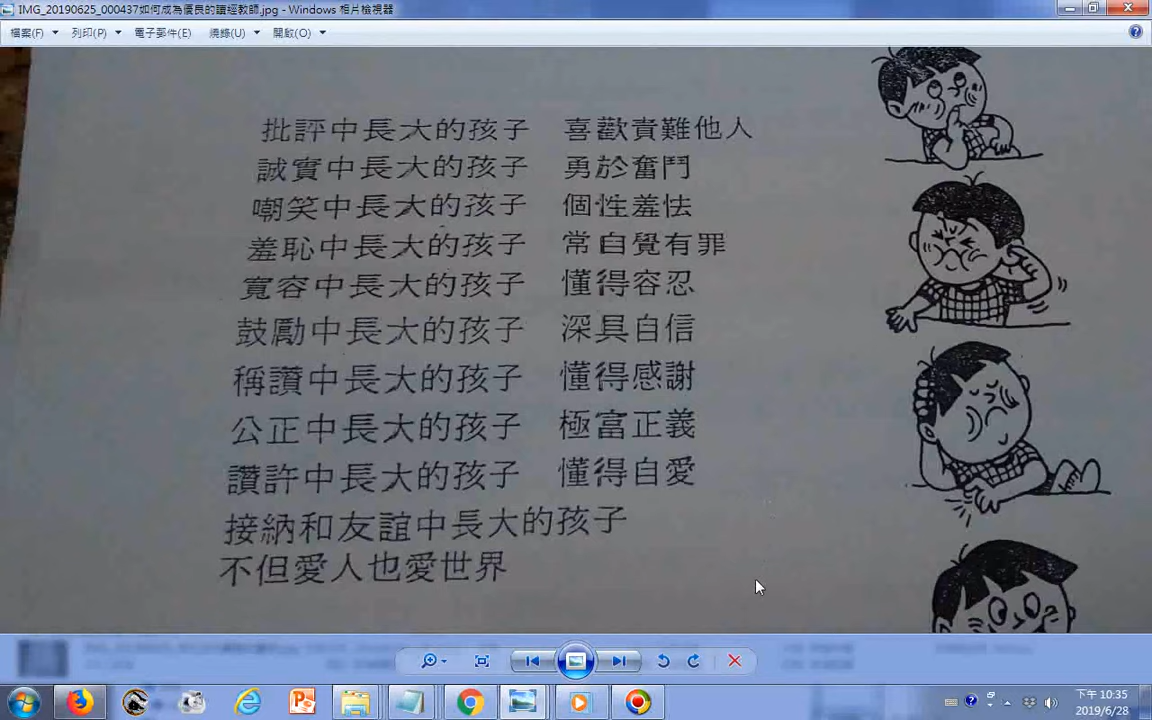 IMG_20190625_000437如何成為優良的讀經教師.jpg - Windows 相片檢視器
檔案(F) 列印(P) 電子郵件(E) 燒錄(U) 開啟(O)
批評中長大的孩子 喜歡責難他人
誠實中長大的孩子 勇於奮鬥
嘲笑中長大的孩子 個性羞怯
羞恥中長大的孩子 常自覺有罪
寬容中長大的孩子 懂得容忍
鼓勵中長大的孩子 深具自信
稱讚中長大的孩子 懂得感謝
公正中長大的孩子 極富正義
讚許中長大的孩子 懂得自愛
接納和友誼中長大的孩子
不但愛人也愛世界
下午 10:35
2019/6/28